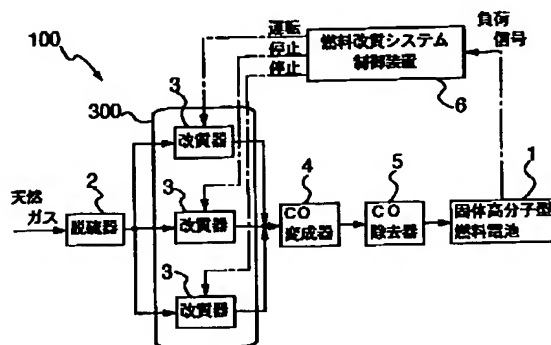 運転
停止
停止
燃料改質システム
制御装置
負荷
信号
100
300
3
改質器
6
天然
ガス
2
脱硫器
3
改質器
4
CO
変成器
5
CO
除去器
1
固体高分子型
燃料電池
3
改質器